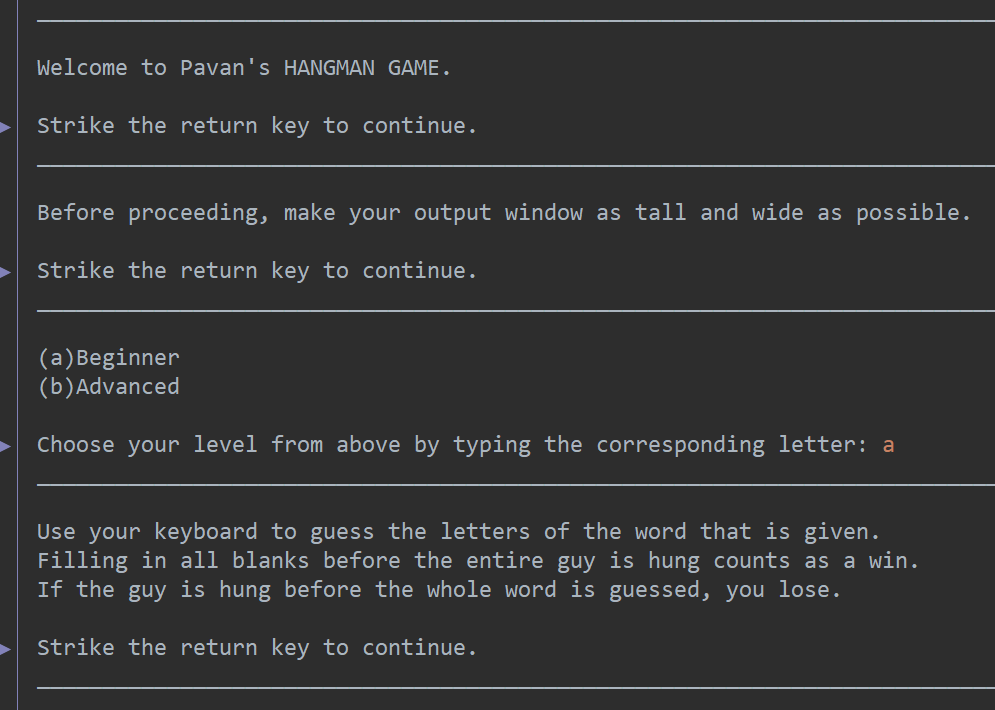 Welcome to Pavan's HANGMAN GAME.
Strike the return key to continue.
Before proceeding, make your output window as tall and wide as possible.
Strike the return key to continue.
(a)Beginner
(b)Advanced
Choose your level from above by typing the corresponding letter: a
Use your keyboard to guess the letters of the word that is given.
Filling in all blanks before the entire guy is hung counts as a win.
If the guy is hung before the whole word is guessed, you lose.
Strike the return key to continue.